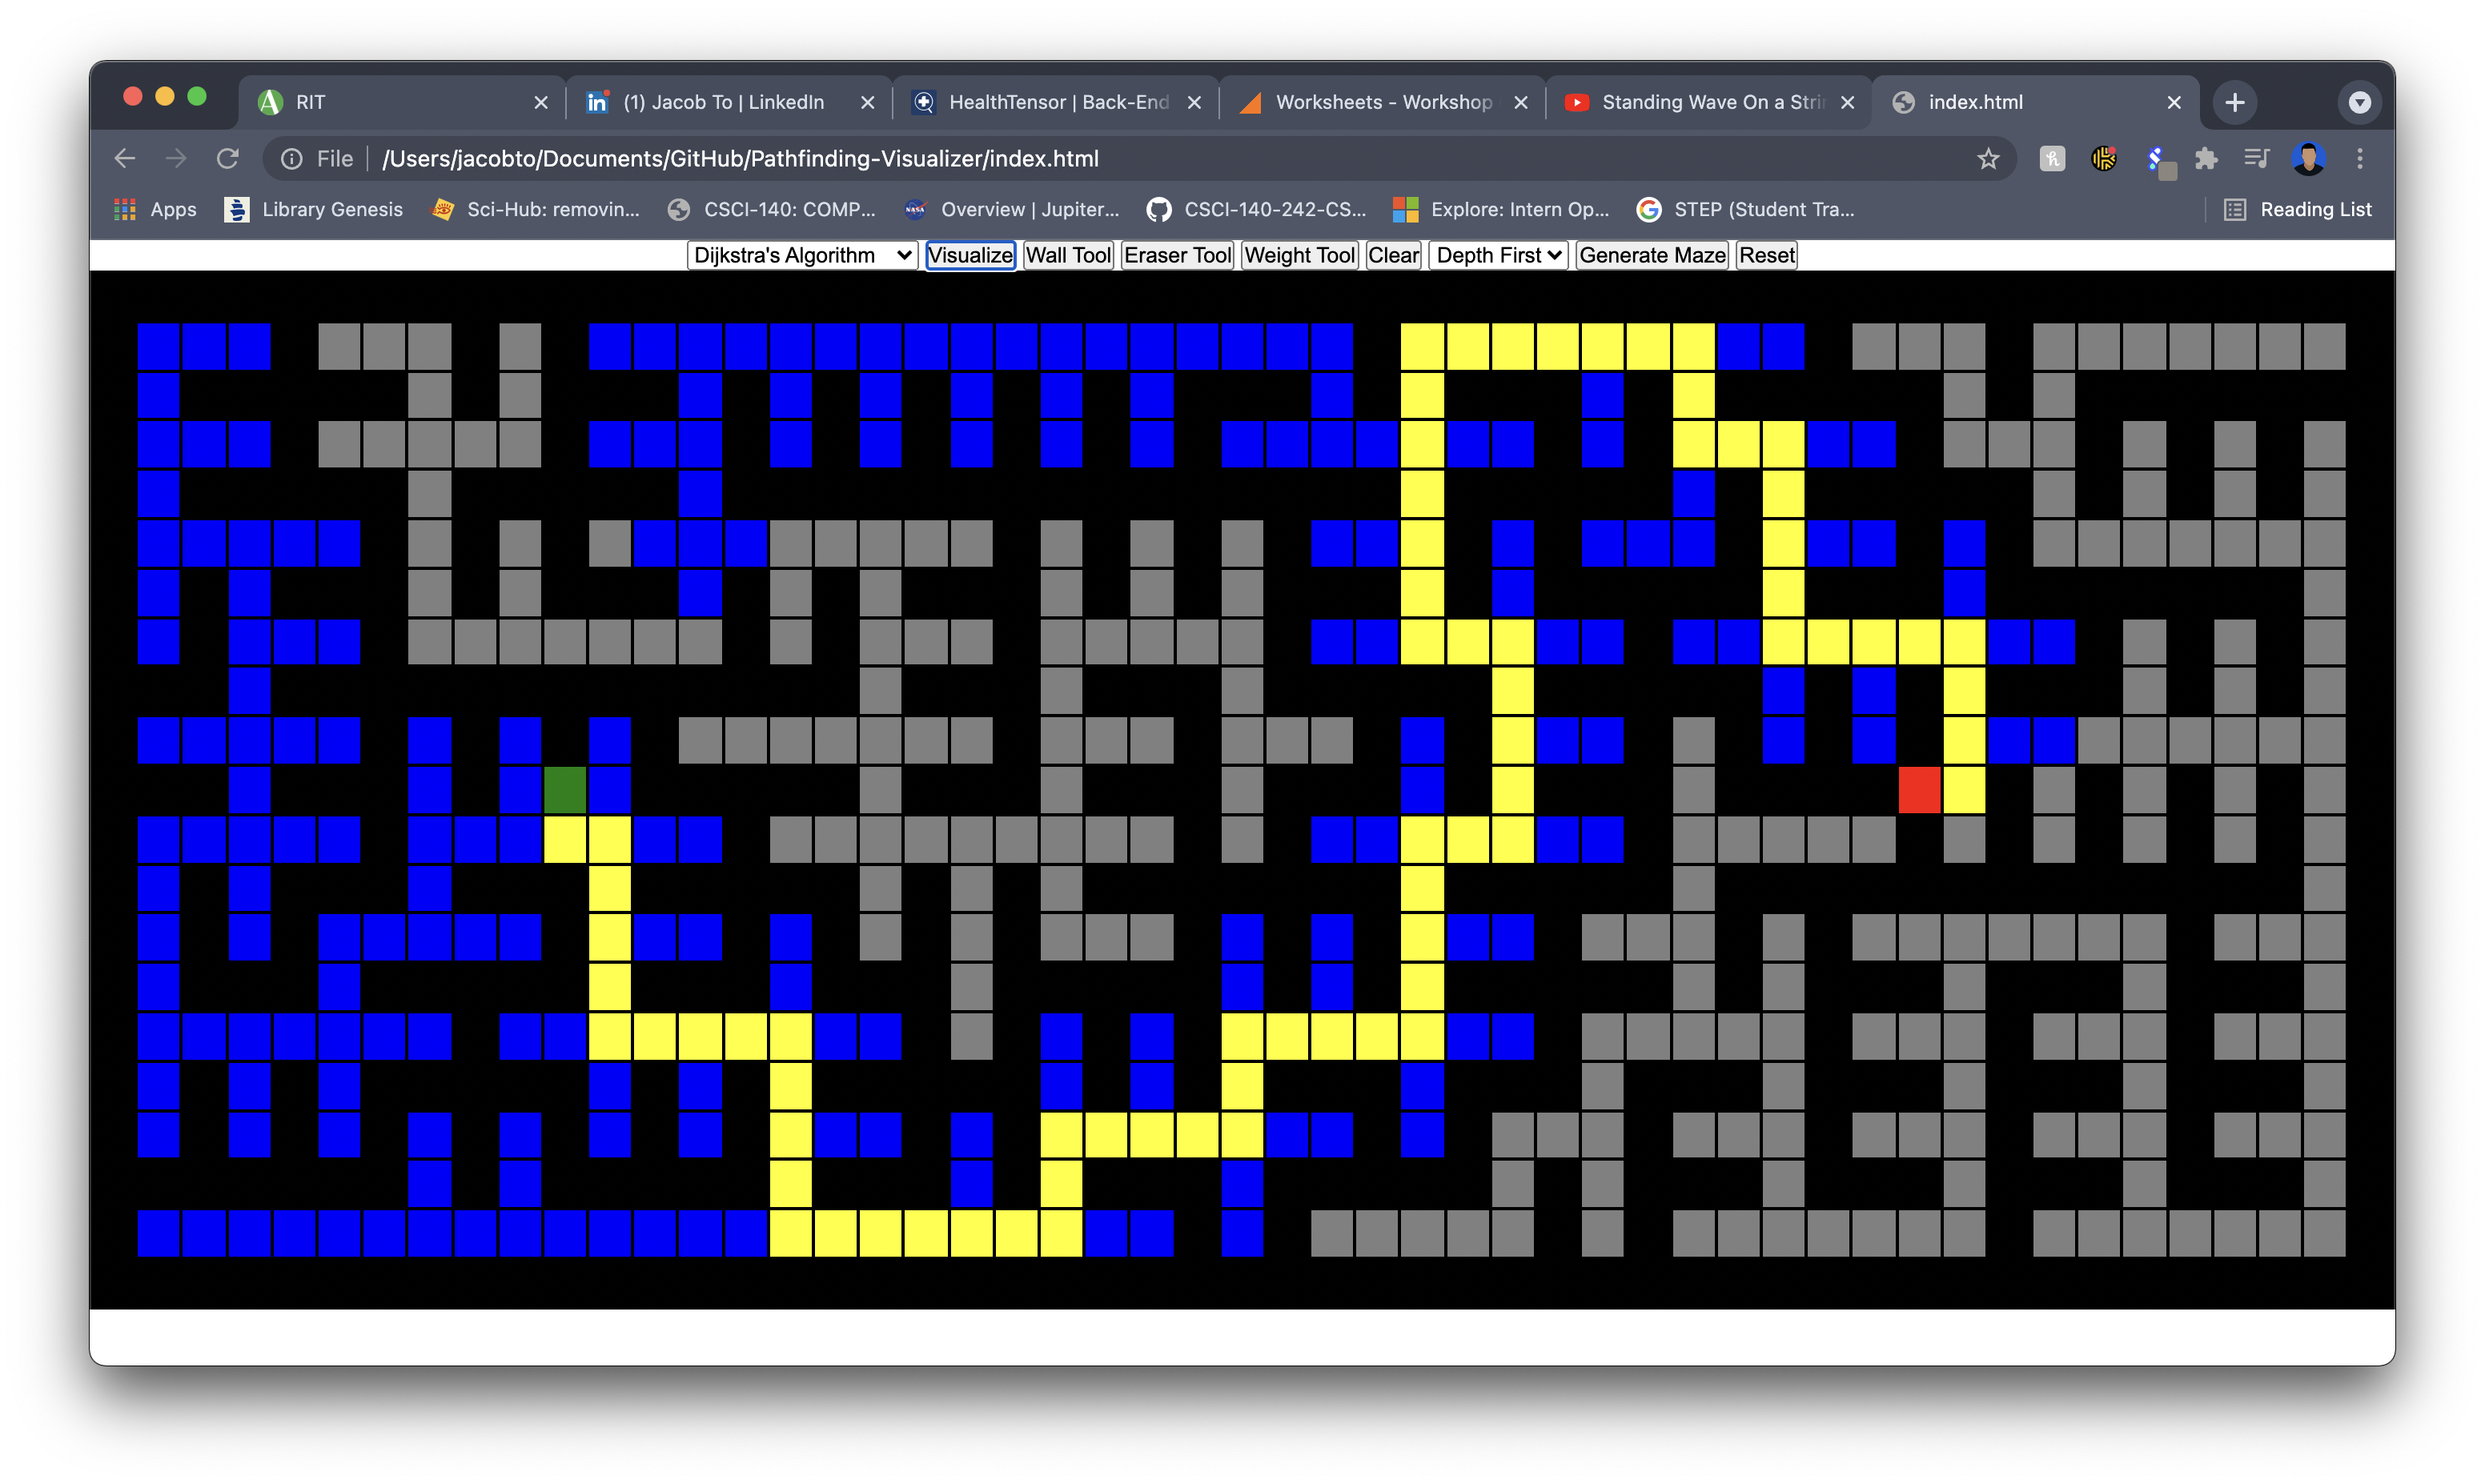 RIT (1) Jacob To | LinkedIn HealthTensor | Back-End Worksheets - Workshop Standing Wave On a Stri index.html
File /Users/jacobto/Documents/GitHub/Pathfinding-Visualizer/index.html
Apps Library Genesis Sci-Hub: removin... CSCI-140: COMP... NASA Overview | Jupiter... CSCI-140-242-CS... Explore: Intern Op... STEP (Student Tra... Reading List
Dijkstra's Algorithm Visualize Wall Tool Eraser Tool Weight Tool Clear Depth First Generate Maze Reset